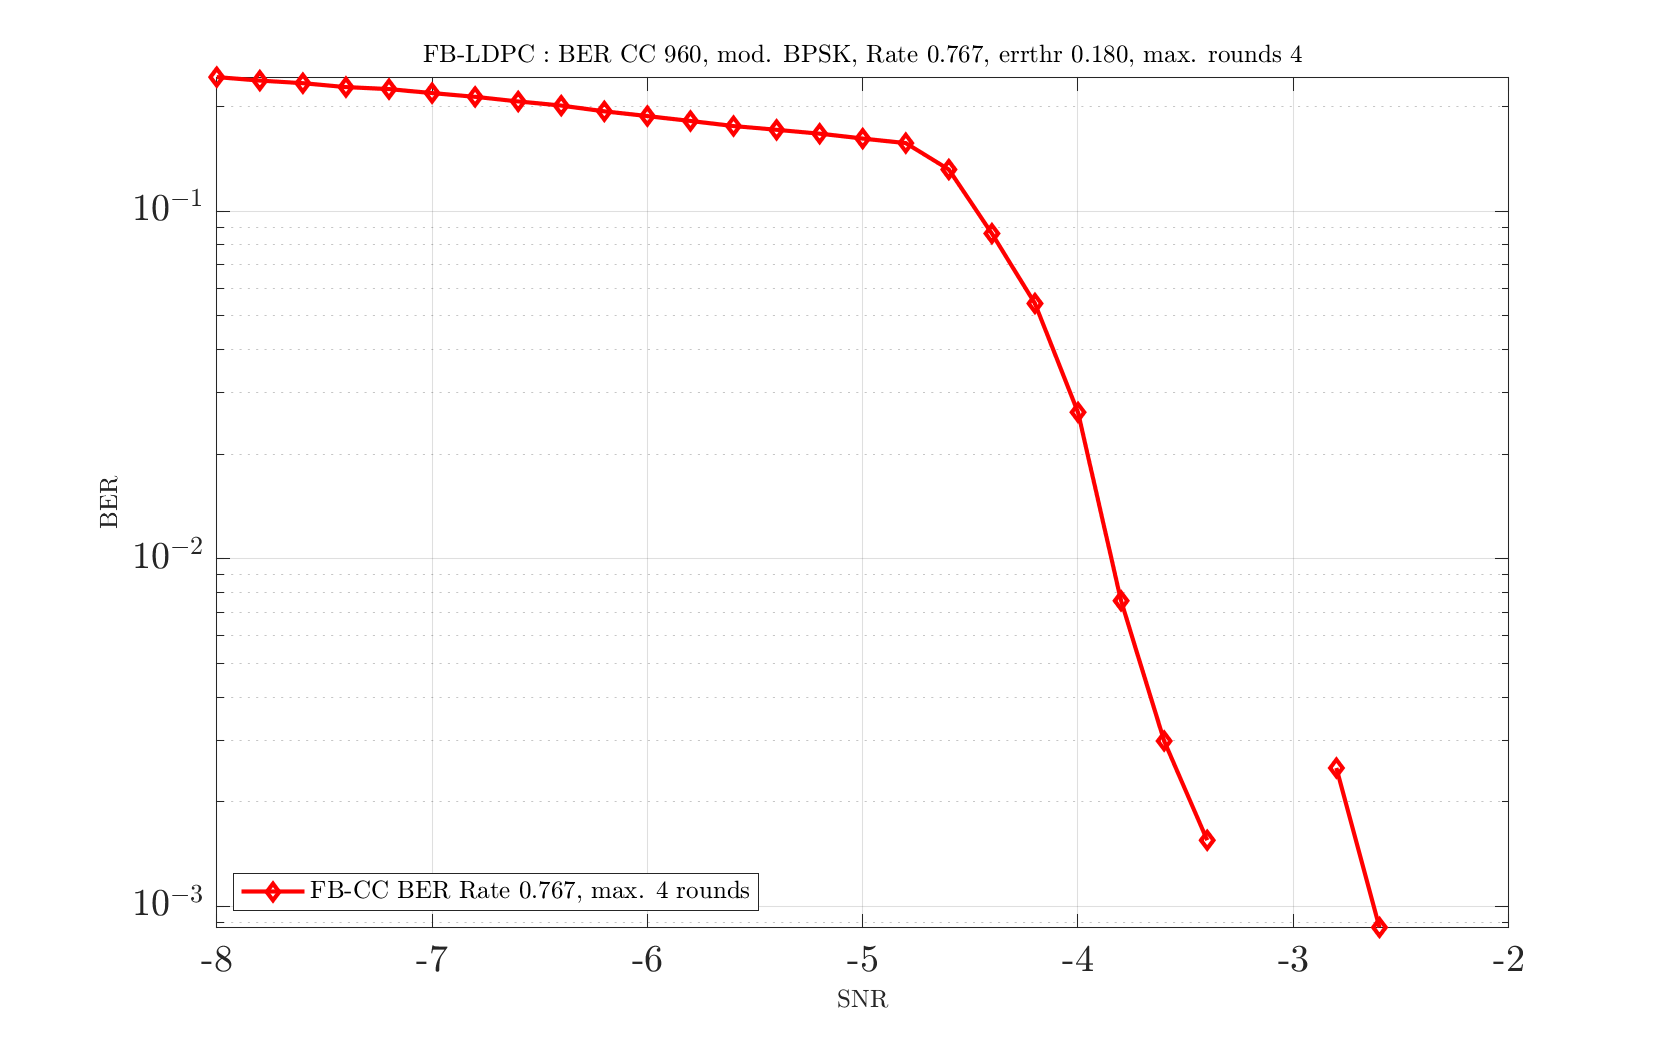 FB-LDPC : BER CC 960, mod. BPSK, Rate 0.767, errthr 0.180, max. rounds 4
10^{-1}
10^{-2}
10^{-3}
BER
FB-CC BER Rate 0.767, max. 4 rounds
-8 -7 -6 -5 -4 -3 -2
SNR